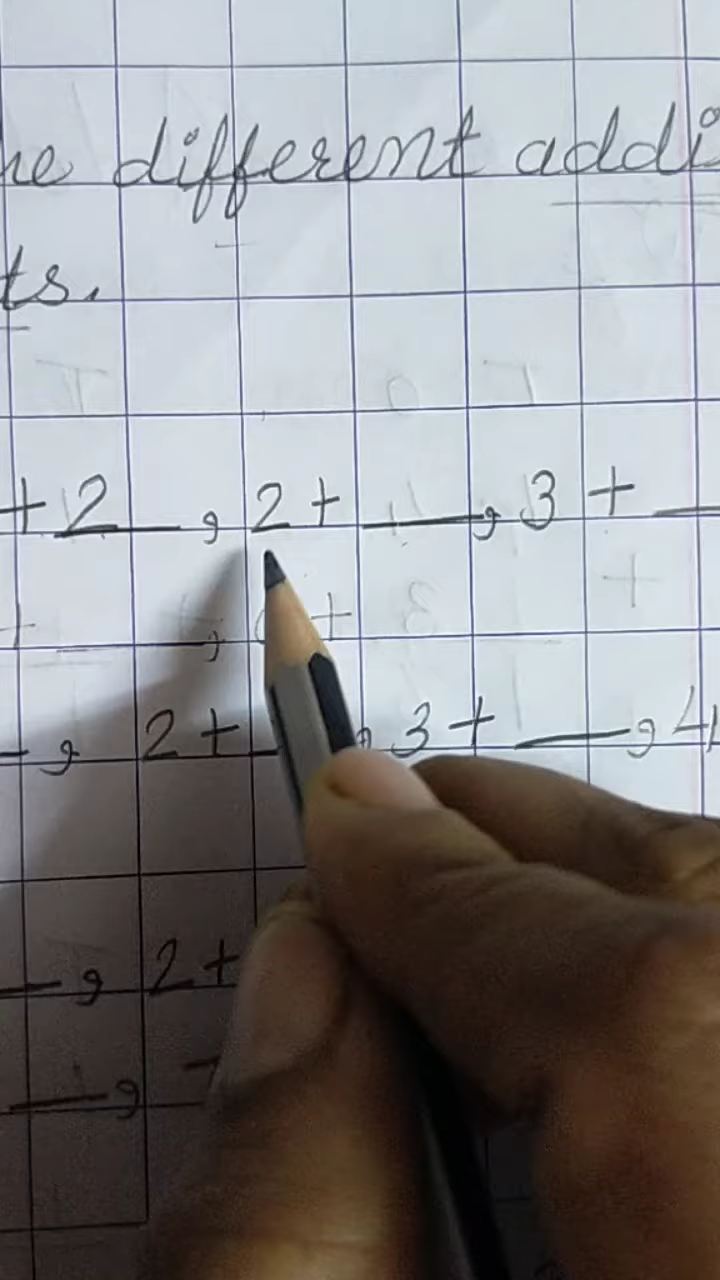 he different addi
ts.
+ 2 , 2 + __, 3 + __
+ __, + +
__, 2 + __, 3 + __, 4
__, 2 +
__,